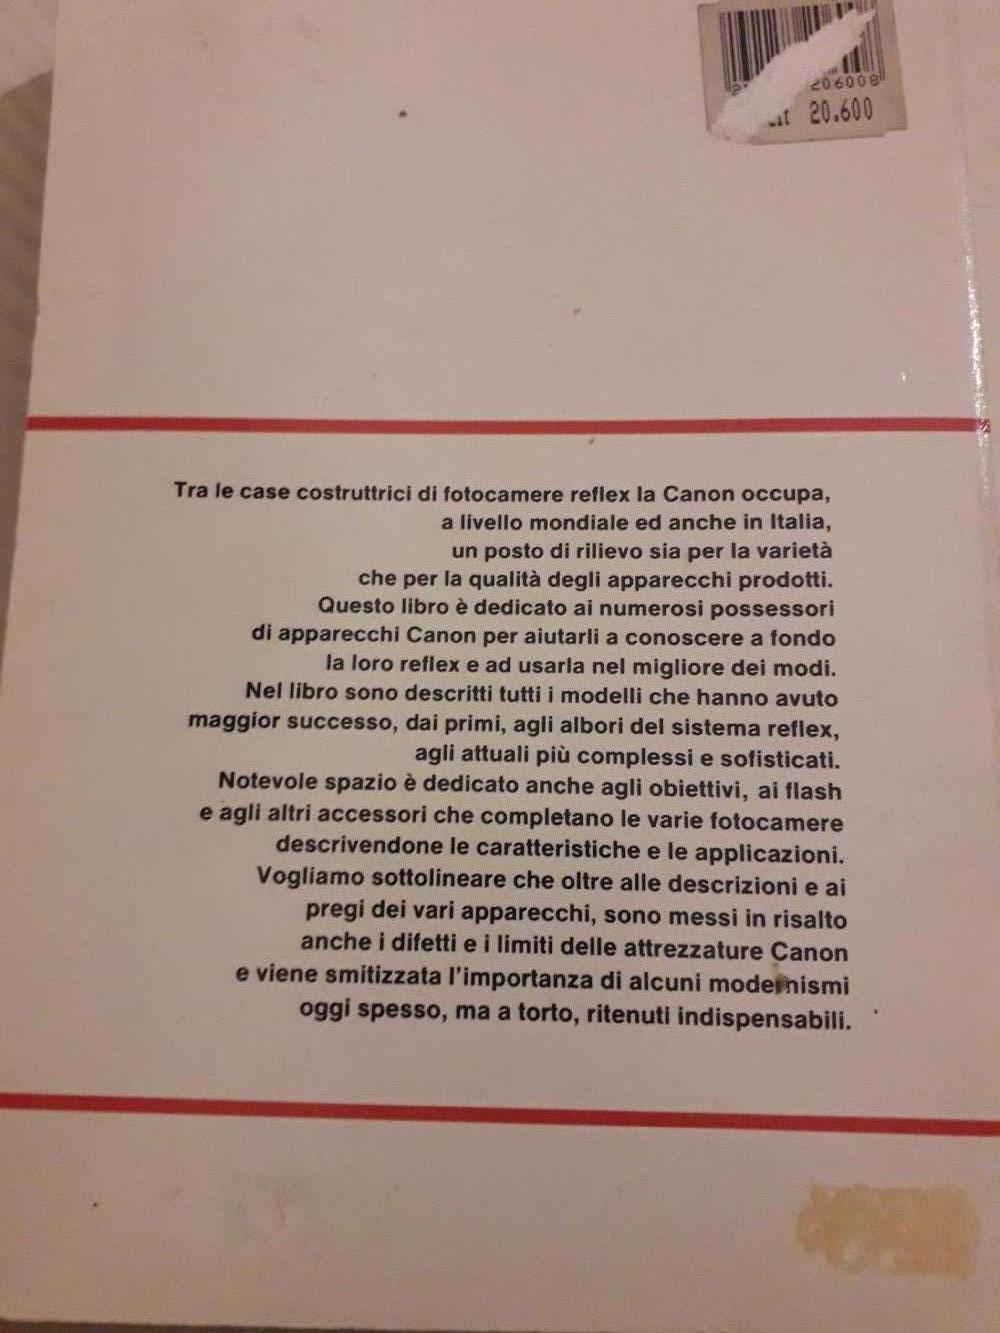 206008
20.600
Tra le case costruttrici di fotocamere reflex la Canon occupa,
a livello mondiale ed anche in Italia,
un posto di rilievo sia per la varietà
che per la qualità degli apparecchi prodotti.
Questo libro è dedicato ai numerosi possessori
di apparecchi Canon per aiutarli a conoscere a fondo
la loro reflex e ad usarla nel migliore dei modi.
Nel libro sono descritti tutti i modelli che hanno avuto
maggior successo, dai primi, agli albori del sistema reflex,
agli attuali più complessi e sofisticati.
Notevole spazio è dedicato anche agli obiettivi, ai flash
e agli altri accessori che completano le varie fotocamere
descrivendone le caratteristiche e le applicazioni.
Vogliamo sottolineare che oltre alle descrizioni e ai
pregi dei vari apparecchi, sono messi in risalto
anche i difetti e i limiti delle attrezzature Canon
e viene smitizzata l'importanza di alcuni modernismi
oggi spesso, ma a torto, ritenuti indispensabili.